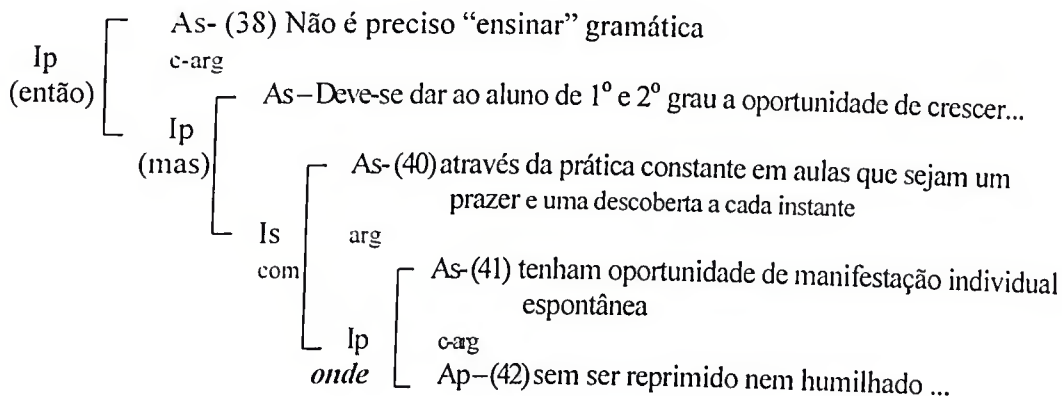 As- (38) Não é preciso “ensinar” gramática
Ip
c-arg
(então)
As–Deve-se dar ao aluno de 1º e 2º grau a oportunidade de crescer...
Ip
(mas)
As- (40) através da prática constante em aulas que sejam um
prazer e uma descoberta a cada instante
Is
arg
com
As- (41) tenham oportunidade de manifestação individual
espontânea
Ip
c-arg
onde
Ap–(42) sem ser reprimido nem humilhado ...